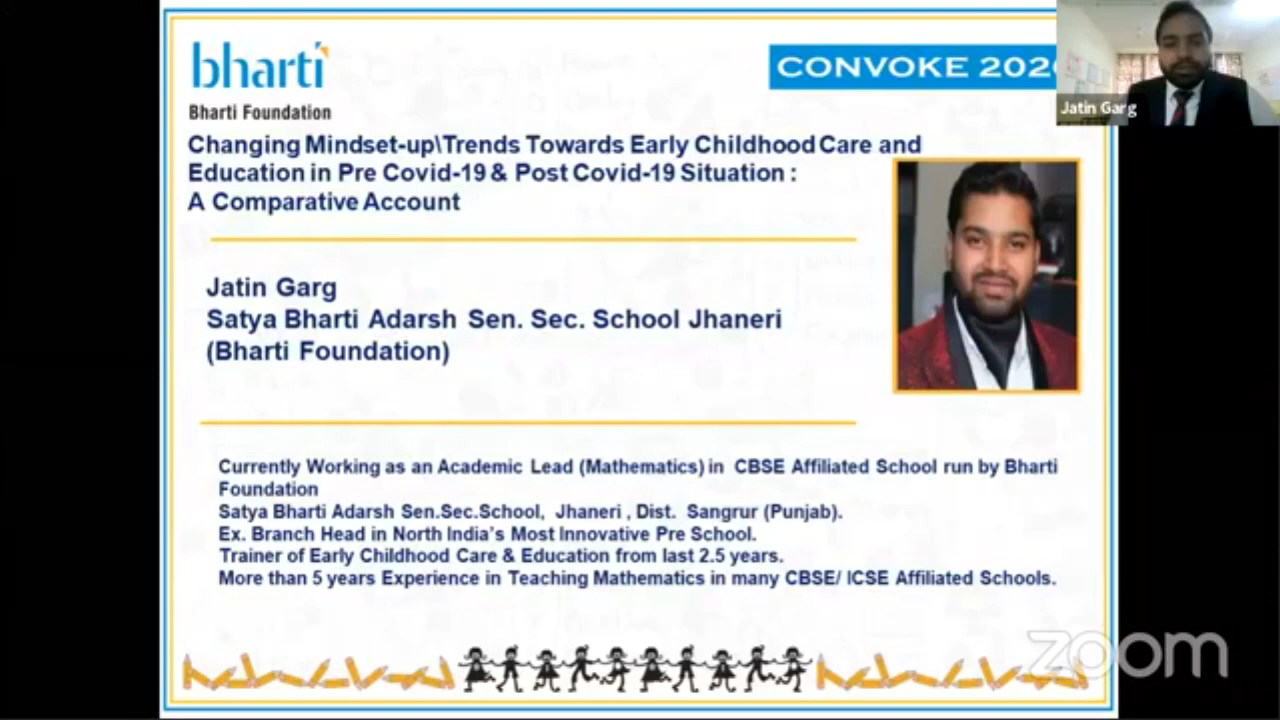 bharti
Bharti Foundation
CONVOKE 202
Jatin Garg
Changing Mindset-up\Trends Towards Early Childhood Care and
Education in Pre Covid-19 & Post Covid-19 Situation :
A Comparative Account
Jatin Garg
Satya Bharti Adarsh Sen. Sec. School Jhaneri
(Bharti Foundation)
Currently Working as an Academic Lead (Mathematics) in CBSE Affiliated School run by Bharti
Foundation
Satya Bharti Adarsh Sen.Sec.School, Jhaneri , Dist. Sangrur (Punjab).
Ex. Branch Head in North India's Most Innovative Pre School.
Trainer of Early Childhood Care & Education from last 2.5 years.
More than 5 years Experience in Teaching Mathematics in many CBSE/ ICSE Affiliated Schools.
zoom